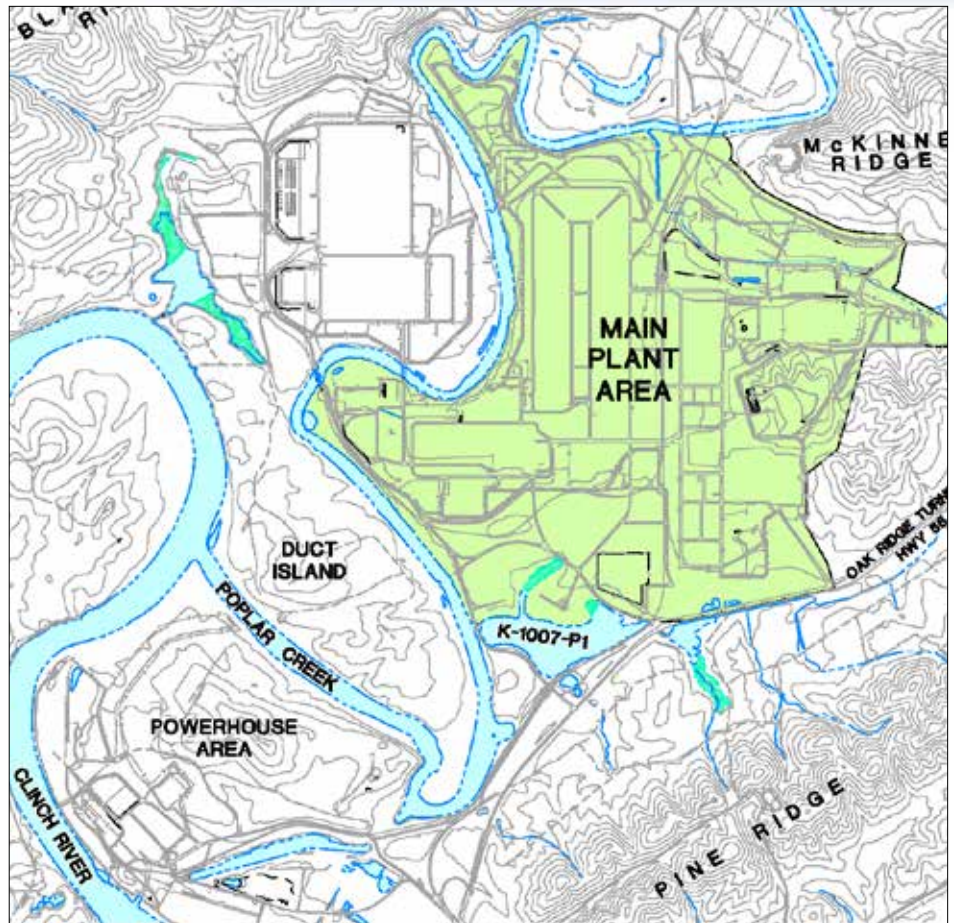 McKINNE
RIDGE
MAIN
PLANT
AREA
OAK RIDGE TURN
HWY 58
DUCT
ISLAND
K-1007-P1
POPLAR CREEK
POWERHOUSE
AREA
CLINCH RIVER
PINE RIDGE